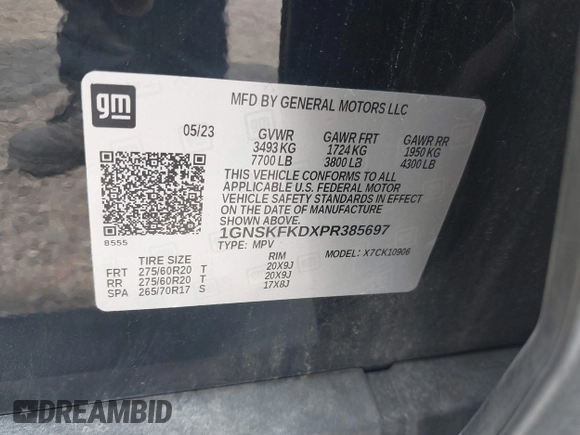 gm
MFD BY GENERAL MOTORS LLC
05/23 GVWR GAWR FRT GAWR RR
3493 KG 1724 KG 1950 KG
7700 LB 3800 LB 4300 LB
THIS VEHICLE CONFORMS TO ALL
APPLICABLE U.S. FEDERAL MOTOR
VEHICLE SAFETY STANDARDS IN EFFECT
ON THE DATE OF MANUFACTURE
SHOWN ABOVE.
8555
1GNSKFKDXPR385697
TYPE: MPV MODEL: X7CK10906
TIRE SIZE RIM
FRT 275/60R20 T 20X9J
RR 275/60R20 T 20X9J
SPA 265/70R17 S 17X8J
DREAMBID